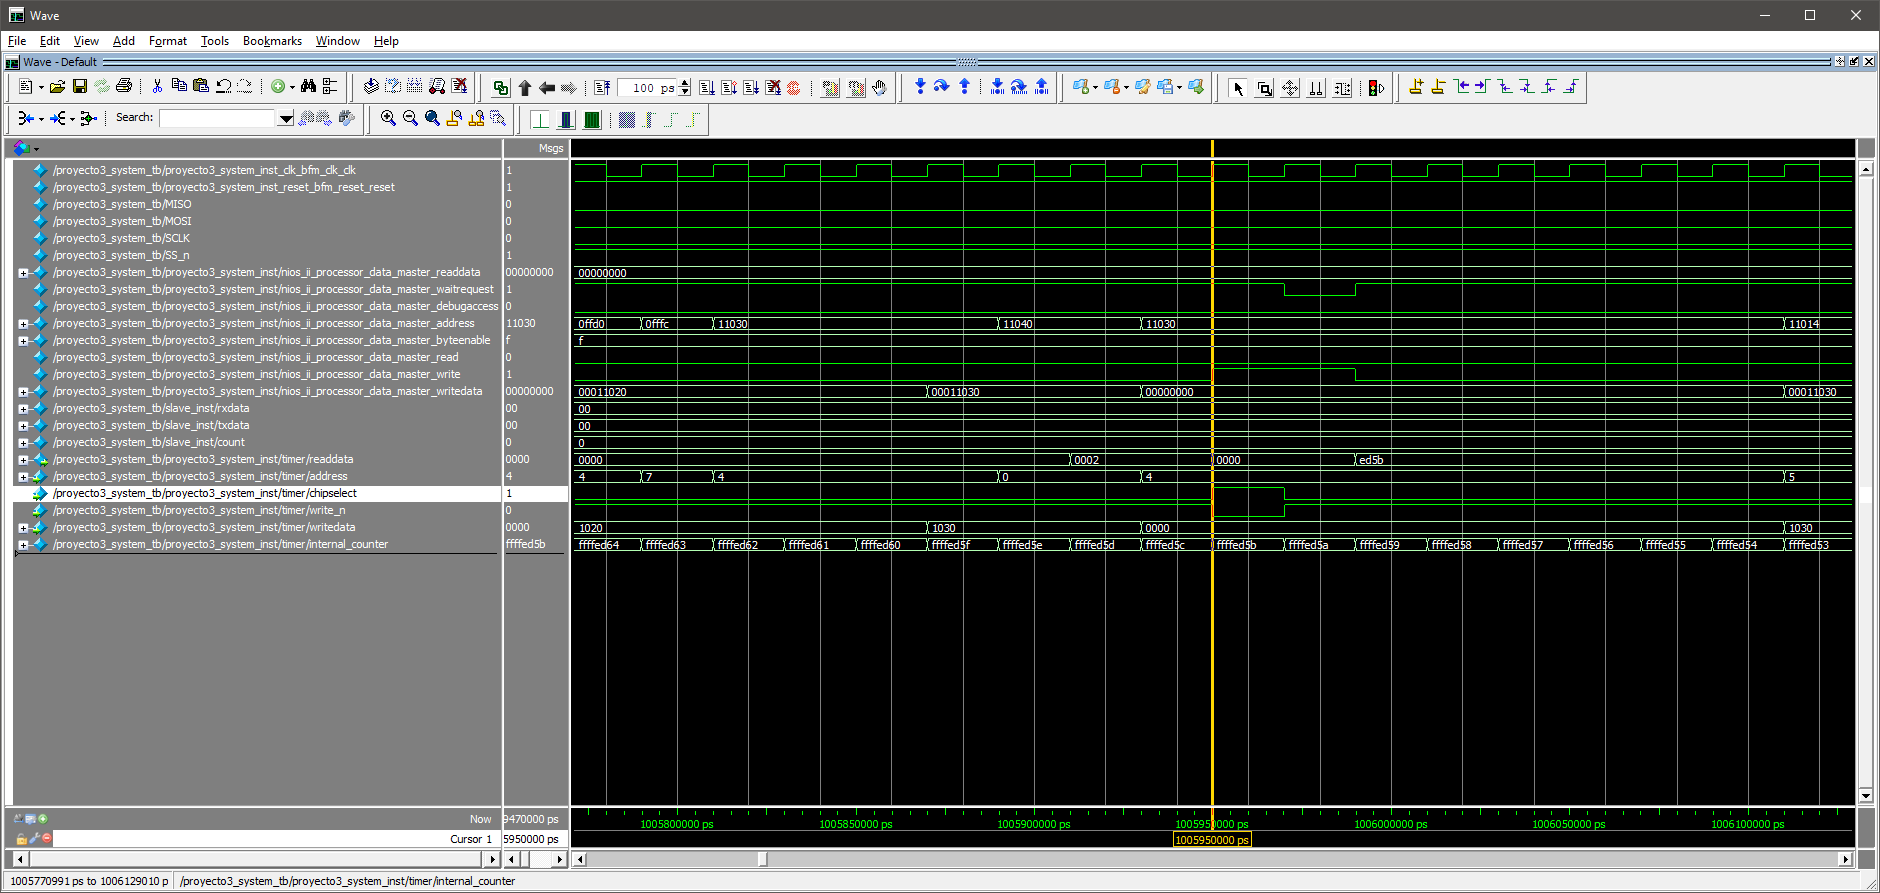 Wave
File Edit View Add Format Tools Bookmarks Window Help
Wave - Default
100 ps
Search:
Msgs
/proyecto3_system_tb/proyecto3_system_inst_clk_bfm_clk_clk 1
/proyecto3_system_tb/proyecto3_system_inst_reset_bfm_reset_reset 1
/proyecto3_system_tb/MISO 0
/proyecto3_system_tb/MOSI 0
/proyecto3_system_tb/SCLK 0
/proyecto3_system_tb/SS_n 1
/proyecto3_system_tb/proyecto3_system_inst/nios_ii_processor_data_master_readdata 00000000 00000000
/proyecto3_system_tb/proyecto3_system_inst/nios_ii_processor_data_master_waitrequest 1
/proyecto3_system_tb/proyecto3_system_inst/nios_ii_processor_data_master_debugaccess 0
/proyecto3_system_tb/proyecto3_system_inst/nios_ii_processor_data_master_address 11030 0ffd0 0fffc 11030 11040 11030 11014
/proyecto3_system_tb/proyecto3_system_inst/nios_ii_processor_data_master_byteenable f f
/proyecto3_system_tb/proyecto3_system_inst/nios_ii_processor_data_master_read 0
/proyecto3_system_tb/proyecto3_system_inst/nios_ii_processor_data_master_write 1
/proyecto3_system_tb/proyecto3_system_inst/nios_ii_processor_data_master_writedata 00000000 00011020 00011030 00000000 00011030
/proyecto3_system_tb/slave_inst/rxdata 00 00
/proyecto3_system_tb/slave_inst/txdata 00 00
/proyecto3_system_tb/slave_inst/count 0 0
/proyecto3_system_tb/proyecto3_system_inst/timer/readdata 0000 0000 0002 0000 ed5b
/proyecto3_system_tb/proyecto3_system_inst/timer/address 4 4 7 4 0 4 5
/proyecto3_system_tb/proyecto3_system_inst/timer/chipselect 1
/proyecto3_system_tb/proyecto3_system_inst/timer/write_n 0
/proyecto3_system_tb/proyecto3_system_inst/timer/writedata 0000 1020 1030 0000 1030
/proyecto3_system_tb/proyecto3_system_inst/timer/internal_counter ffffed5b ffffed64 ffffed63 ffffed62 ffffed61 ffffed60 ffffed5f ffffed5e ffffed5d ffffed5c ffffed5b ffffed5a ffffed59 ffffed58 ffffed57 ffffed56 ffffed55 ffffed54 ffffed53
Now 9470000 ps 1005800000 ps 1005850000 ps 1005900000 ps 1005950000 ps 1006000000 ps 1006050000 ps 1006100000 ps
Cursor 1 5950000 ps 1005950000 ps
1005770991 ps to 1006129010 p /proyecto3_system_tb/proyecto3_system_inst/timer/internal_counter